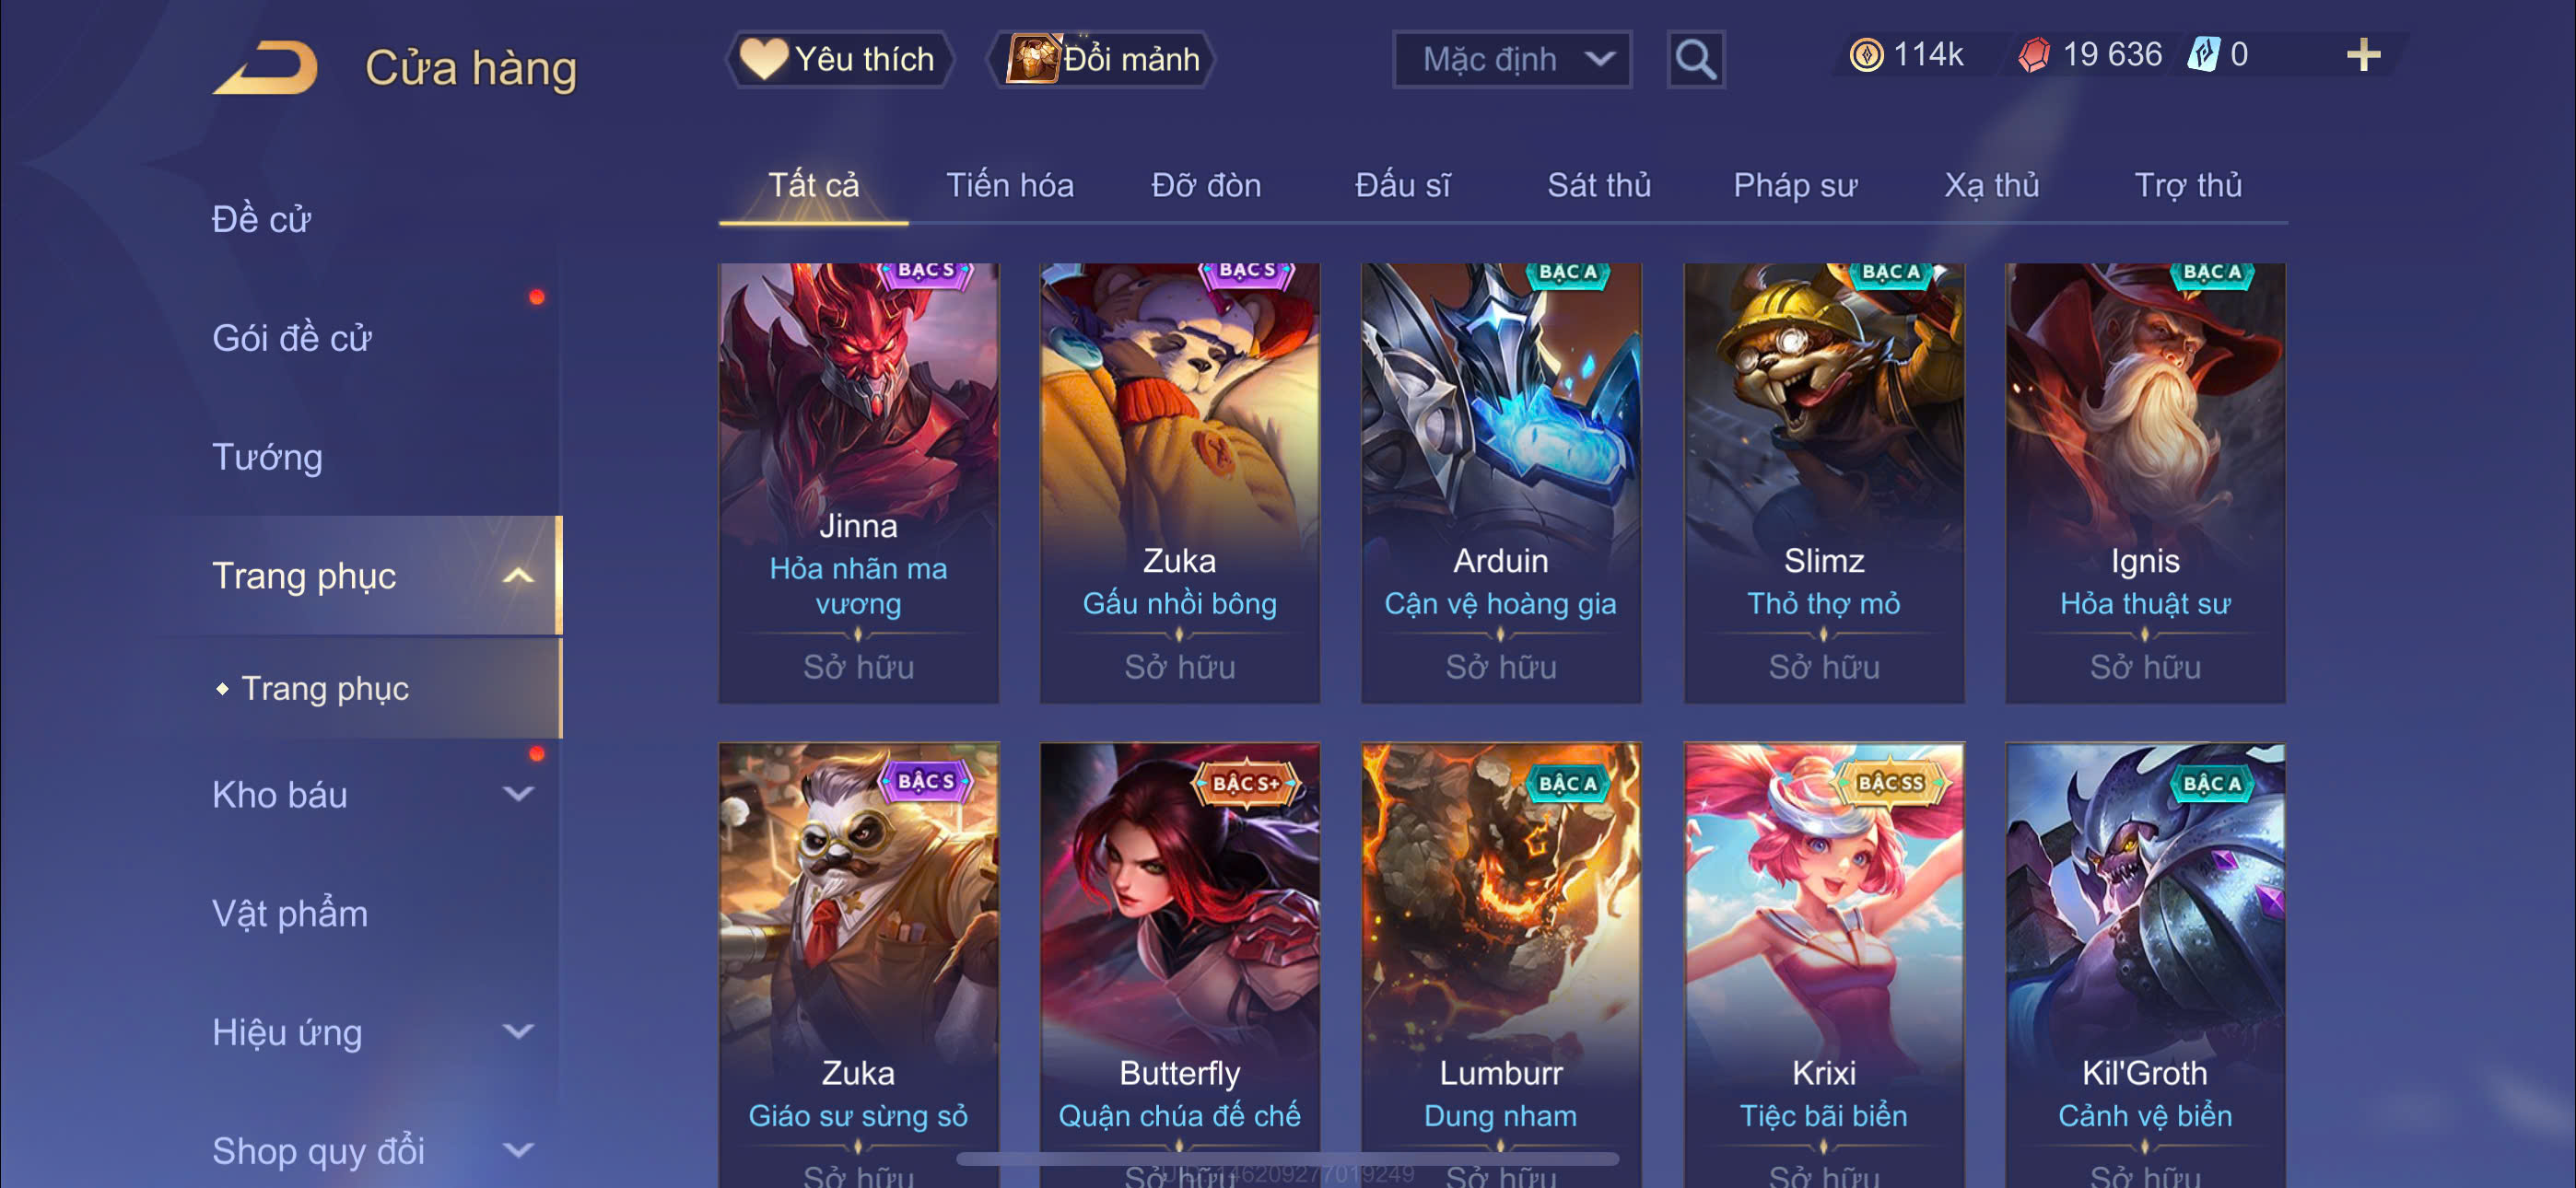 Cửa hàng
Yêu thích
Đổi mảnh
Mặc định
114k
19 636
0
Tất cả
Tiến hóa
Đỡ đòn
Đấu sĩ
Sát thủ
Pháp sư
Xạ thủ
Trợ thủ
Đề cử
Gói đề cử
Tướng
Trang phục
Trang phục
Kho báu
Vật phẩm
Hiệu ứng
Shop quy đổi
BẬC S
Jinna
Hỏa nhãn ma
vương
Sở hữu
BẬC S
Zuka
Gấu nhồi bông
Sở hữu
BẬC A
Arduin
Cận vệ hoàng gia
Sở hữu
BẬC A
Slimz
Thỏ thợ mỏ
Sở hữu
BẬC A
Ignis
Hỏa thuật sư
Sở hữu
BẬC S
Zuka
Giáo sư sừng sỏ
Sở hữu
BẬC S+
Butterfly
Quận chúa đế chế
Sở hữu
BẬC A
Lumburr
Dung nham
Sở hữu
BẬC SS
Krixi
Tiệc bãi biển
Sở hữu
BẬC A
Kil'Groth
Cảnh vệ biển
Sở hữu